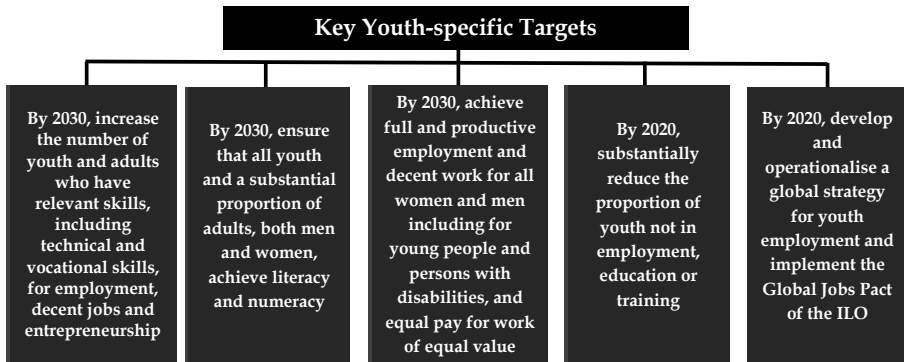 Key Youth-specific Targets
By 2030, increase
the number of
youth and adults
who have
relevant skills,
including
technical and
vocational skills,
for employment,
decent jobs and
entrepreneurship
By 2030, ensure
that all youth
and a substantial
proportion of
adults, both men
and women,
achieve literacy
and numeracy
By 2030, achieve
full and productive
employment and
decent work for all
women and men
including for
young people and
persons with
disabilities, and
equal pay for work
of equal value
By 2020,
substantially
reduce the
proportion of
youth not in
employment,
education or
training
By 2020, develop
and
operationalise a
global strategy
for youth
employment and
implement the
Global Jobs Pact
of the ILO